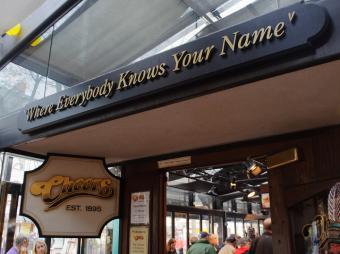 "Where Everybody Knows Your Name"
Cheers
EST. 1895